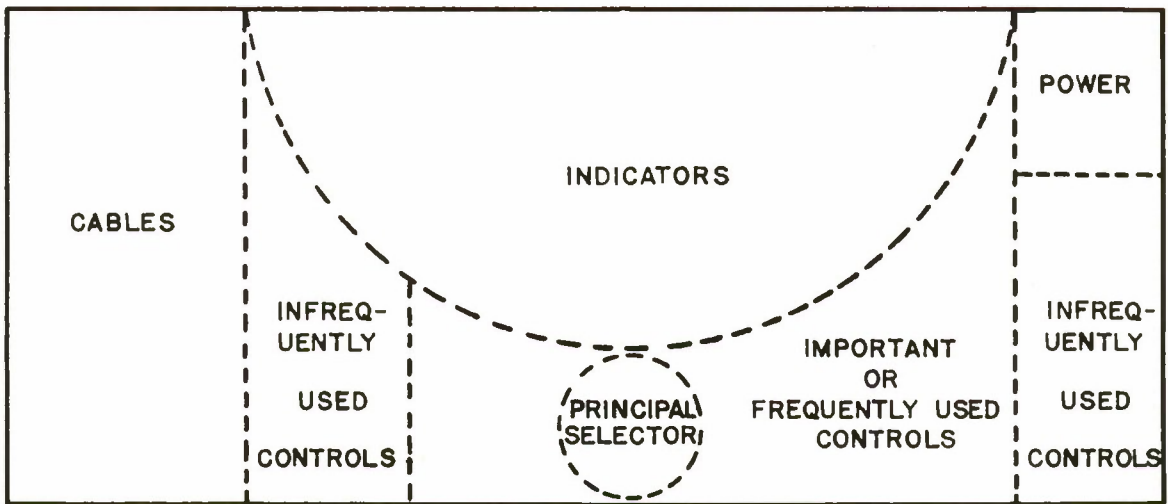 CABLES
INFREQ-
UENTLY
USED
CONTROLS
INDICATORS
PRINCIPAL
SELECTOR
IMPORTANT
OR
FREQUENTLY USED
CONTROLS
POWER
INFREQ-
UENTLY
USED
CONTROLS